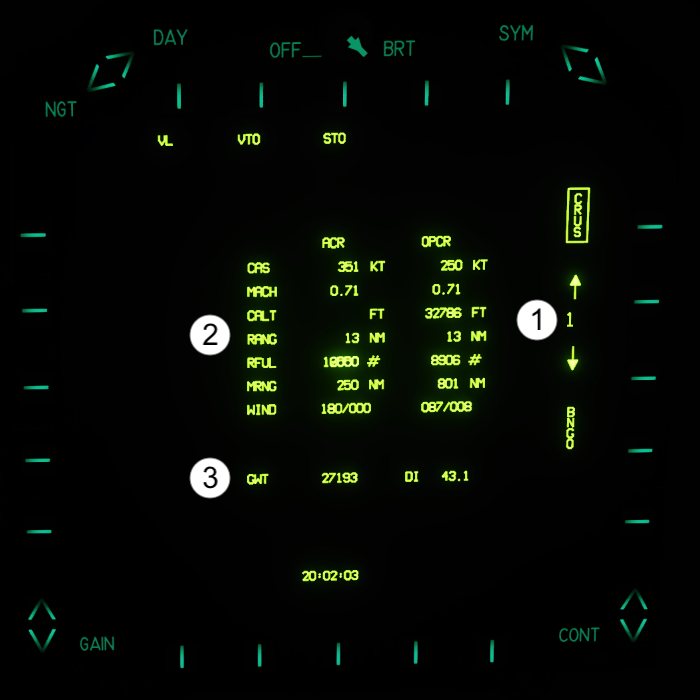 DAY
OFF
BRT
SYM
NGT
VL VTO STO
CRUS
ACR OPCR
CAS 351 KT 250 KT
MACH 0.71 0.71
CALT FT 32786 FT
1
1
2
RANG 13 NM 13 NM
RFUL # 8906 #
MRNG 250 NM 801 NM
WIND 180/000 087/008
BNGO
3
GWT 27193 DI 43.1
20:02:03
GAIN
CONT